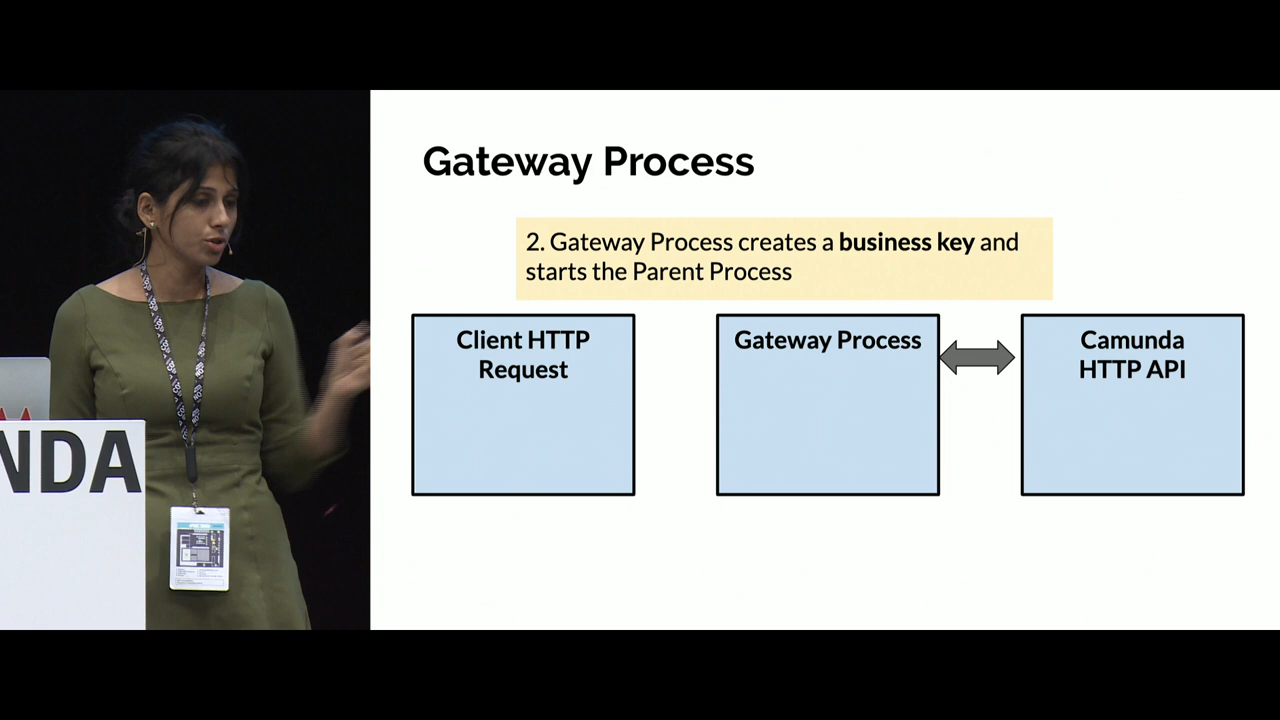 Gateway Process
2. Gateway Process creates a business key and
starts the Parent Process
Client HTTP
Request
Gateway Process
Camunda
HTTP API
NDA